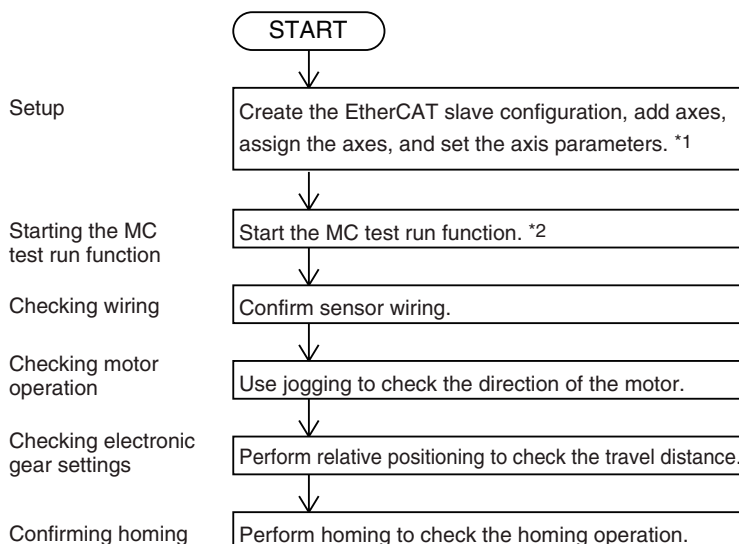 START
Setup
Create the EtherCAT slave configuration, add axes,
assign the axes, and set the axis parameters. *1
Starting the MC
test run function
Start the MC test run function. *2
Checking wiring
Confirm sensor wiring.
Checking motor
operation
Use jogging to check the direction of the motor.
Checking electronic
gear settings
Perform relative positioning to check the travel distance.
Confirming homing
Perform homing to check the homing operation.